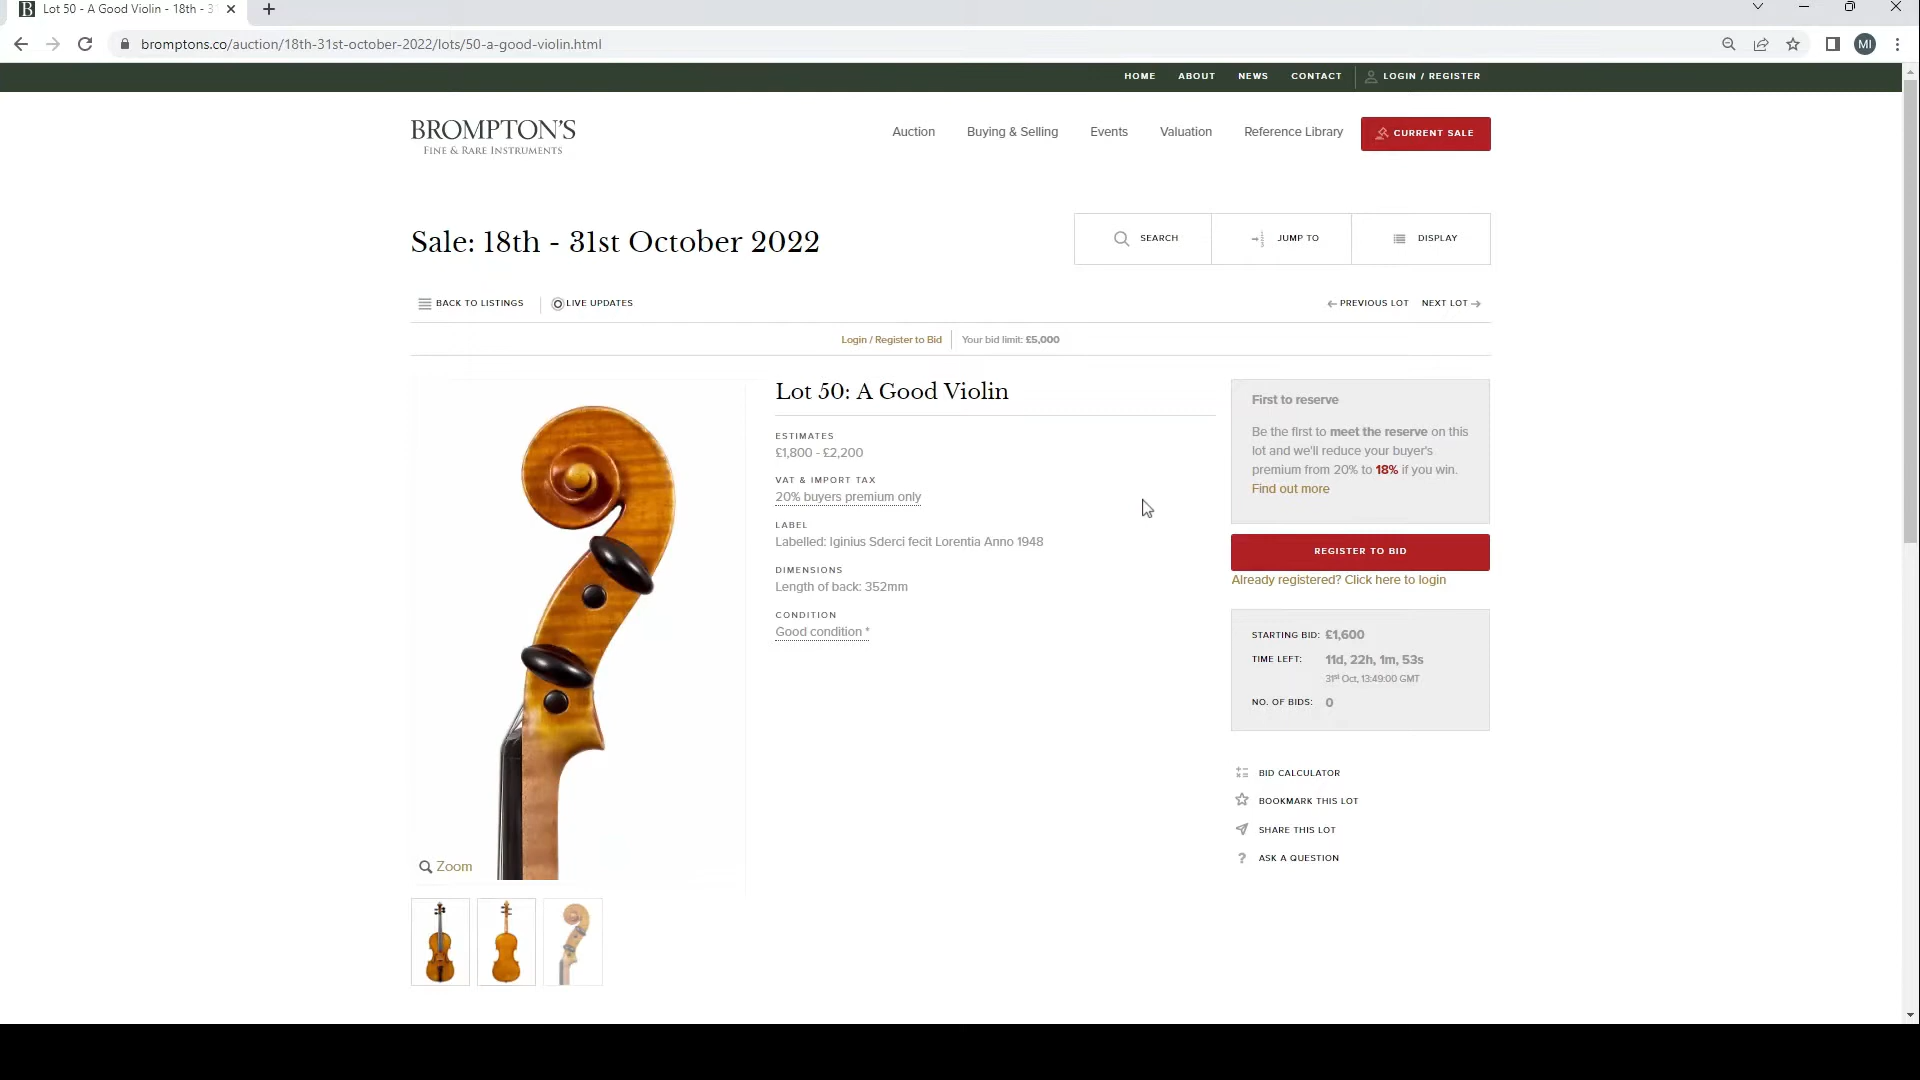 Lot 50 - A Good Violin - 18th - 3
bromptons.co/auction/18th-31st-october-2022/lots/50-a-good-violin.html
MI
HOME ABOUT NEWS CONTACT LOGIN / REGISTER
BROMPTON'S
FINE & RARE INSTRUMENTS
Auction Buying & Selling Events Valuation Reference Library CURRENT SALE
Sale: 18th - 31st October 2022
SEARCH JUMP TO DISPLAY
BACK TO LISTINGS LIVE UPDATES PREVIOUS LOT NEXT LOT
Login / Register to Bid Your bid limit: £5,000
Lot 50: A Good Violin
ESTIMATES
£1,800 - £2,200
VAT & IMPORT TAX
20% buyers premium only
LABEL
Labelled: Iginius Sderci fecit Lorentia Anno 1948
DIMENSIONS
Length of back: 352mm
CONDITION
Good condition *
Zoom
First to reserve
Be the first to meet the reserve on this
lot and we'll reduce your buyer's
premium from 20% to 18% if you win.
Find out more
REGISTER TO BID
Already registered? Click here to login
STARTING BID: £1,600
TIME LEFT: 11d, 22h, 1m, 53s
31st Oct, 13:49:00 GMT
NO. OF BIDS: 0
BID CALCULATOR
BOOKMARK THIS LOT
SHARE THIS LOT
? ASK A QUESTION